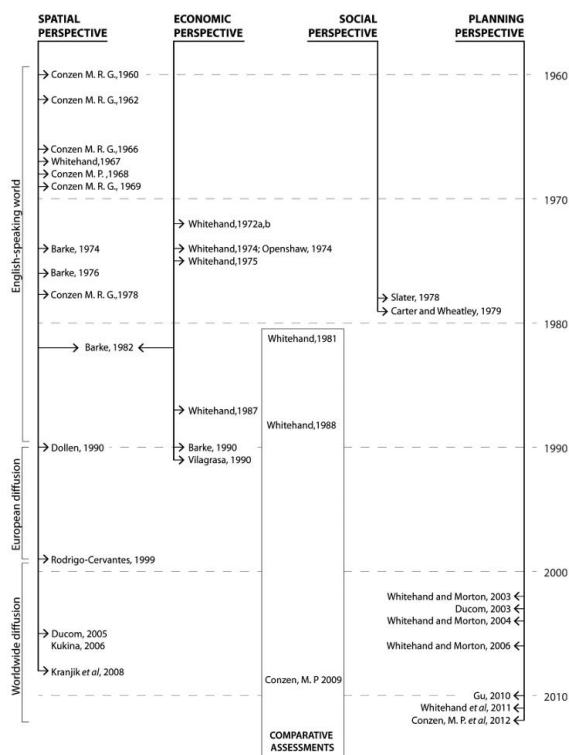 SPATIAL
PERSPECTIVE
ECONOMIC
PERSPECTIVE
SOCIAL
PERSPECTIVE
PLANNING
PERSPECTIVE
English-speaking world
European diffusion
Worldwide diffusion
Conzen M. R. G.,1960
Conzen M. R. G.,1962
Conzen M. R. G.,1966
Whitehand,1967
Conzen M. P. ,1968
Conzen M. R. G., 1969
Barke, 1974
Barke, 1976
Conzen M. R. G.,1978
Barke, 1982
Dollen, 1990
Rodrigo-Cervantes, 1999
Ducom, 2005
Kukina, 2006
Kranjik et al, 2008
Whitehand,1972a,b
Whitehand,1974; Openshaw, 1974
Whitehand,1975
Whitehand,1987
Barke, 1990
Vilagrasa, 1990
Whitehand,1981
Whitehand,1988
Conzen, M. P 2009
COMPARATIVE
ASSESSMENTS
Slater, 1978
Carter and Wheatley, 1979
Whitehand and Morton, 2003
Ducom, 2003
Whitehand and Morton, 2004
Whitehand and Morton, 2006
Gu, 2010
Whitehand et al, 2011
Conzen, M. P. et al, 2012
1960
1970
1980
1990
2000
2010